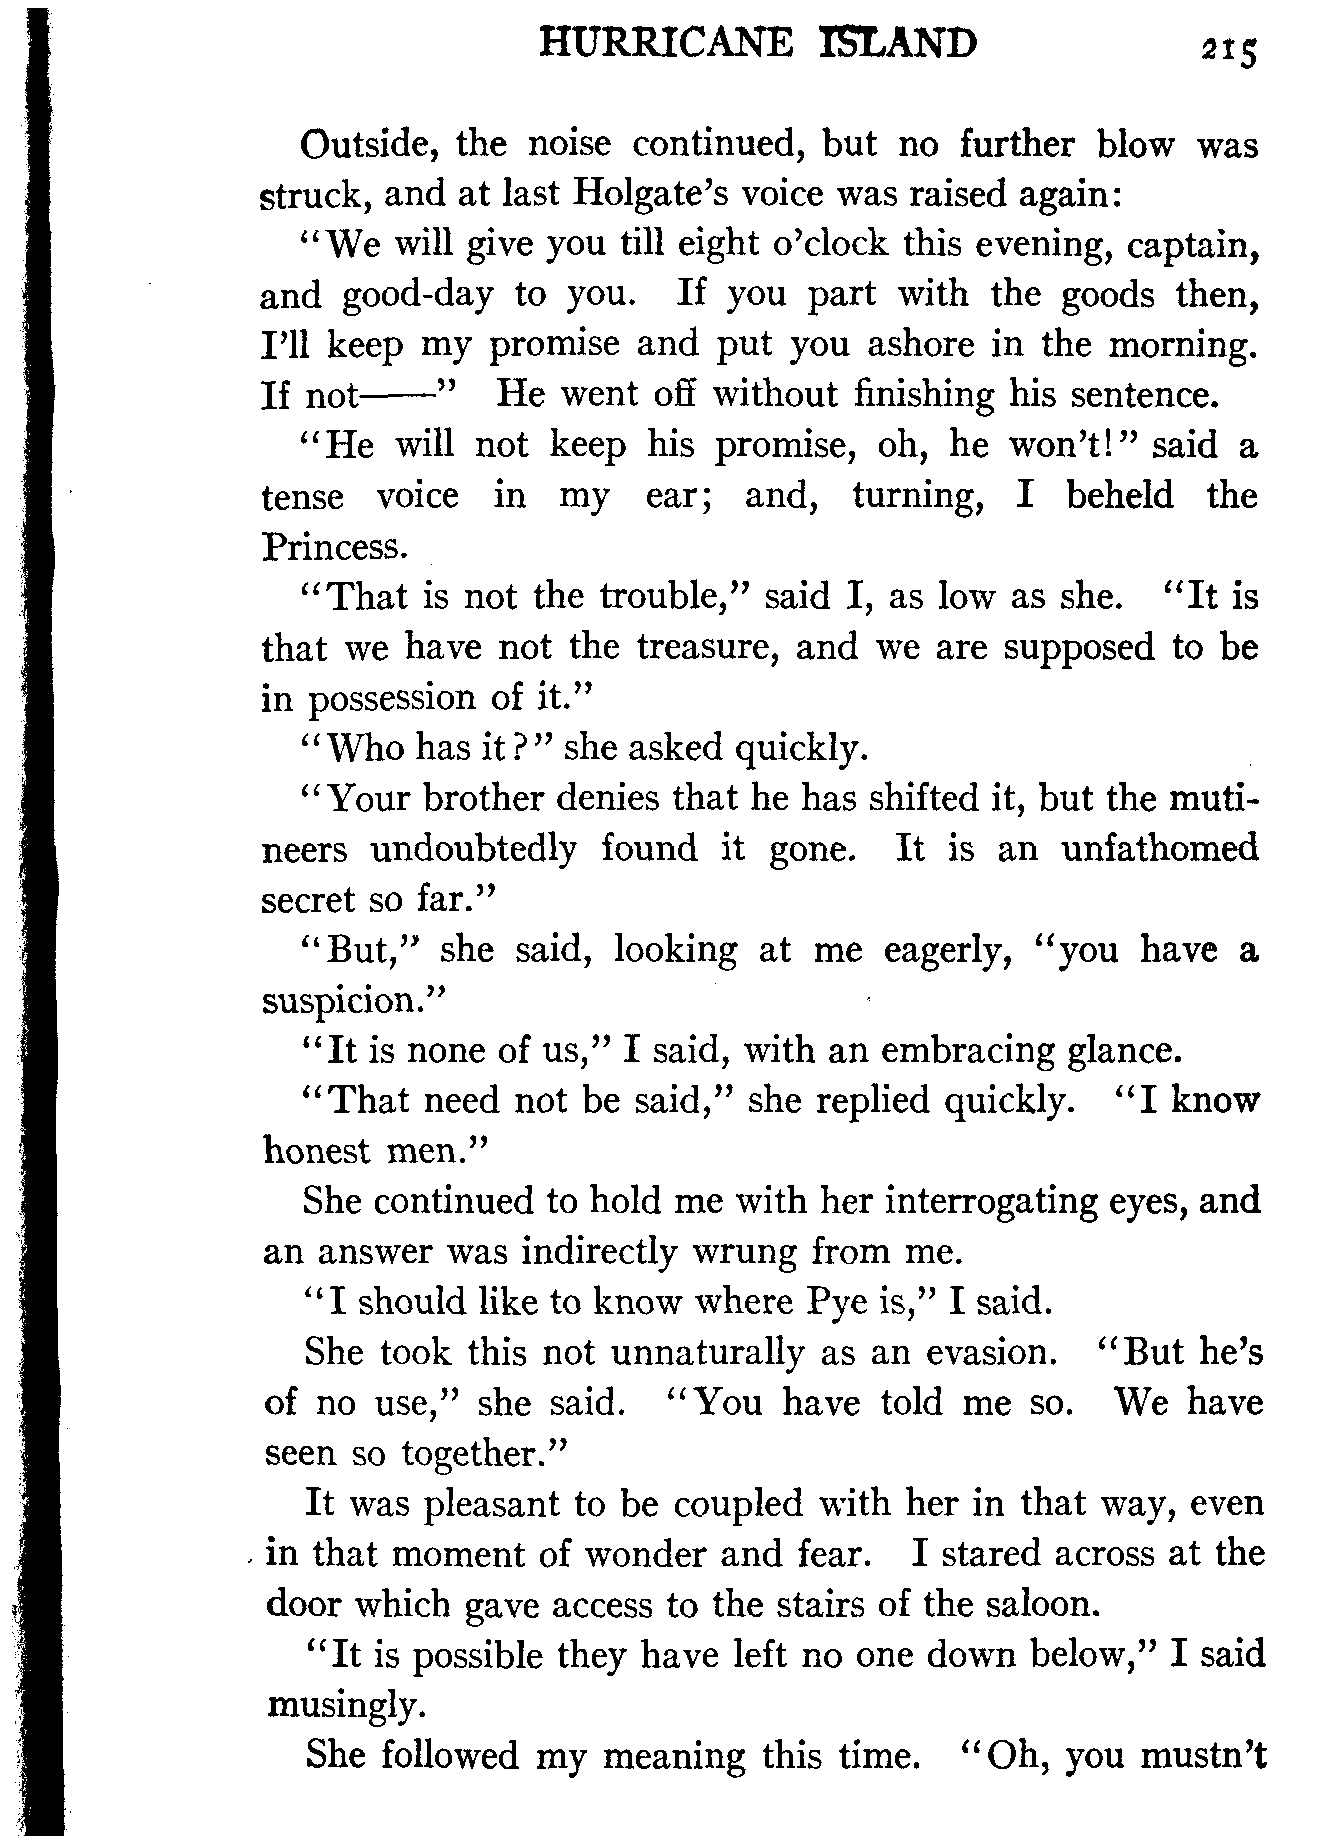 HURRICANE ISLAND 215
Outside, the noise continued, but no further blow was
struck, and at last Holgate's voice was raised again:
"We will give you till eight o'clock this evening, captain,
and good-day to you. If you part with the goods then,
I'll keep my promise and put you ashore in the morning.
If not——" He went off without finishing his sentence.
"He will not keep his promise, oh, he won't!" said a
tense voice in my ear; and, turning, I beheld the
Princess.
"That is not the trouble," said I, as low as she. "It is
that we have not the treasure, and we are supposed to be
in possession of it."
"Who has it?" she asked quickly.
"Your brother denies that he has shifted it, but the muti-
neers undoubtedly found it gone. It is an unfathomed
secret so far."
"But," she said, looking at me eagerly, "you have a
suspicion."
"It is none of us," I said, with an embracing glance.
"That need not be said," she replied quickly. "I know
honest men."
She continued to hold me with her interrogating eyes, and
an answer was indirectly wrung from me.
"I should like to know where Pye is," I said.
She took this not unnaturally as an evasion. "But he's
of no use," she said. "You have told me so. We have
seen so together."
It was pleasant to be coupled with her in that way, even
in that moment of wonder and fear. I stared across at the
door which gave access to the stairs of the saloon.
"It is possible they have left no one down below," I said
musingly.
She followed my meaning this time. "Oh, you mustn't